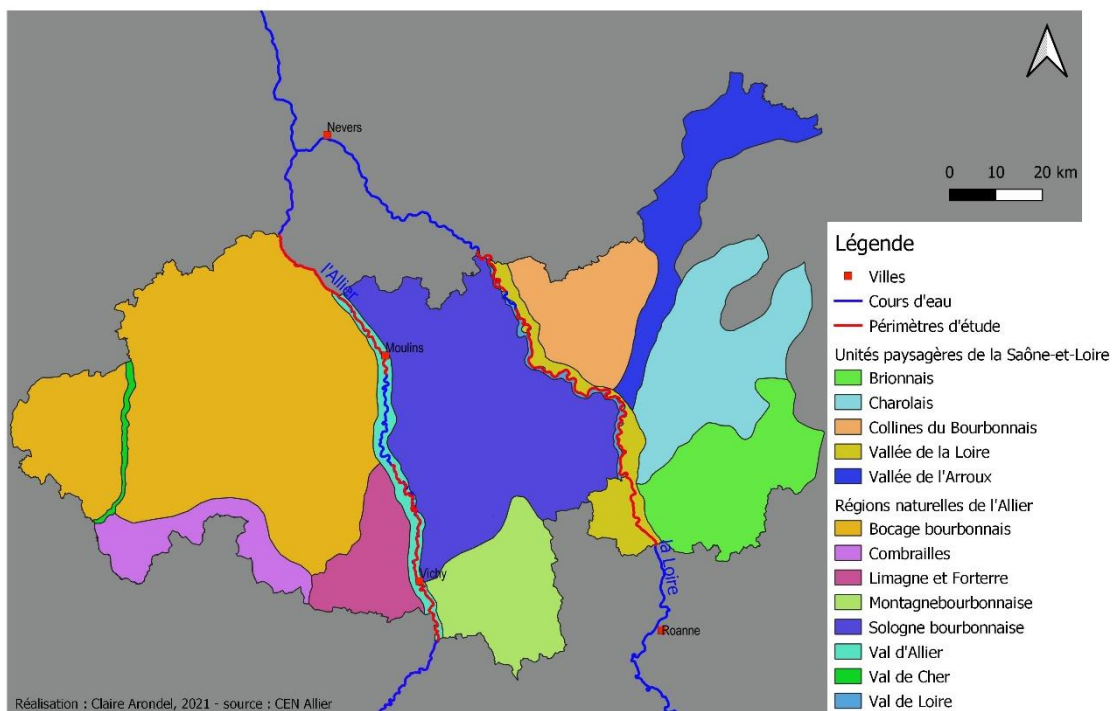 Nevers
0 10 20 km
l'Allier
Moulins
Vichy
la Loire
Roanne
Légende
Villes
Cours d'eau
Périmètres d'étude
Unités paysagères de la Saône-et-Loire
Brionnais
Charolais
Collines du Bourbonnais
Vallée de la Loire
Vallée de l'Arroux
Régions naturelles de l'Allier
Bocage bourbonnais
Combrailles
Limagne et Forterre
Montagnebourbonnaise
Sologne bourbonnaise
Val d'Allier
Val de Cher
Val de Loire
Réalisation : Claire Arondel, 2021 - source : CEN Allier